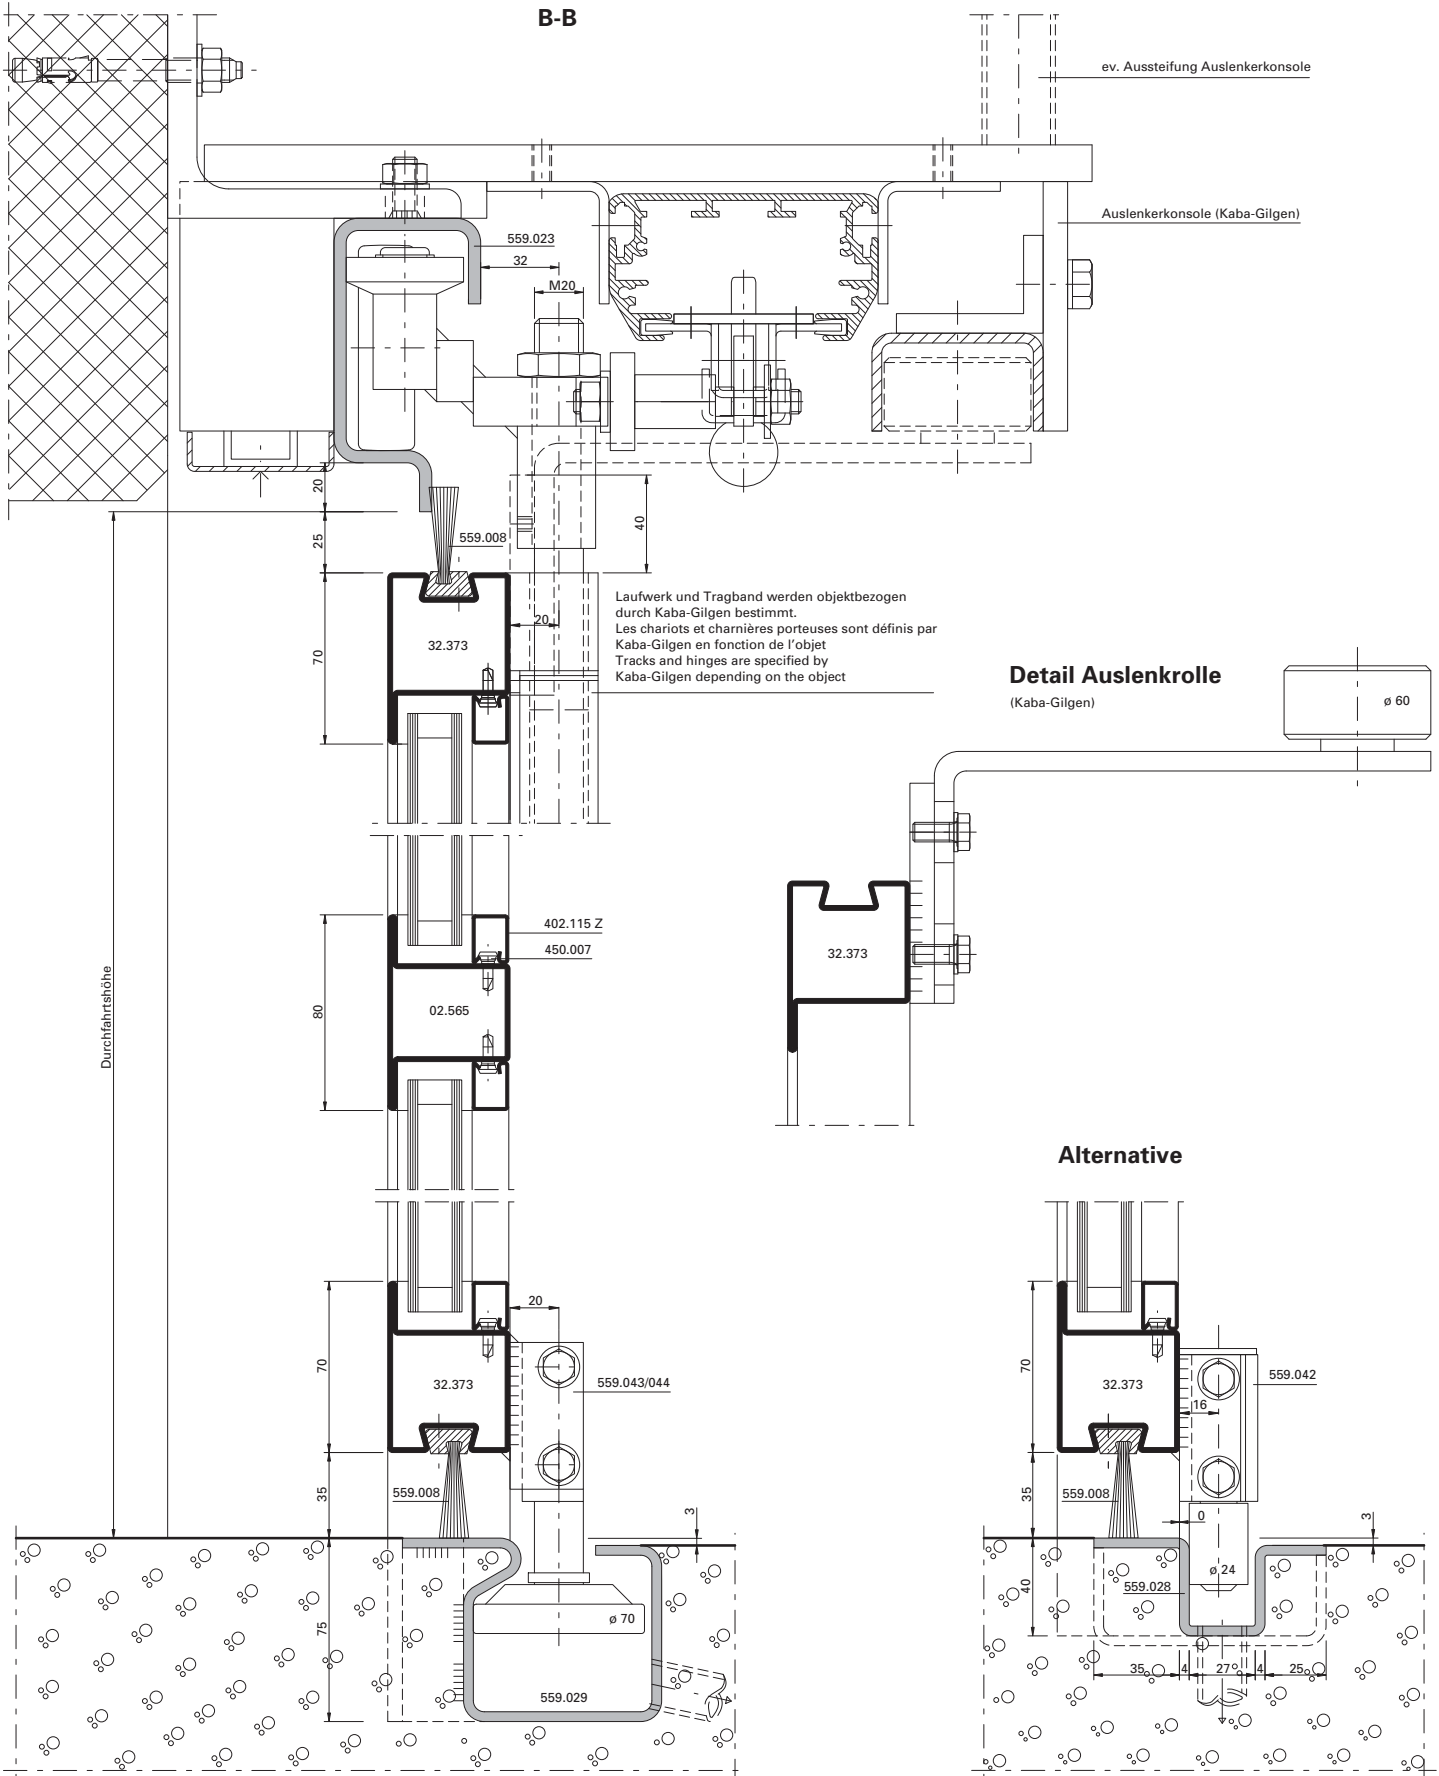 B-B
ev. Aussteifung Auslenkerkonsole
Auslenkerkonsole (Kaba-Gilgen)
559.023
32
M20
20
25
559.008
40
70
20
32.373
Laufwerk und Tragband werden objektbezogen
durch Kaba-Gilgen bestimmt.
Les chariots et charnières porteuses sont définis par
Kaba-Gilgen en fonction de l'objet
Tracks and hinges are specified by
Kaba-Gilgen depending on the object
Detail Auslenkrolle
(Kaba-Gilgen)
ø 60
32.373
402.115 Z
450.007
80
02.565
Durchfahrtshöhe
20
70
32.373
559.043/044
35
559.008
3
75
ø 70
559.029
Alternative
70
32.373
559.042
16
35
559.008
0
3
40
ø 24
559.028
35
4
27
4
25